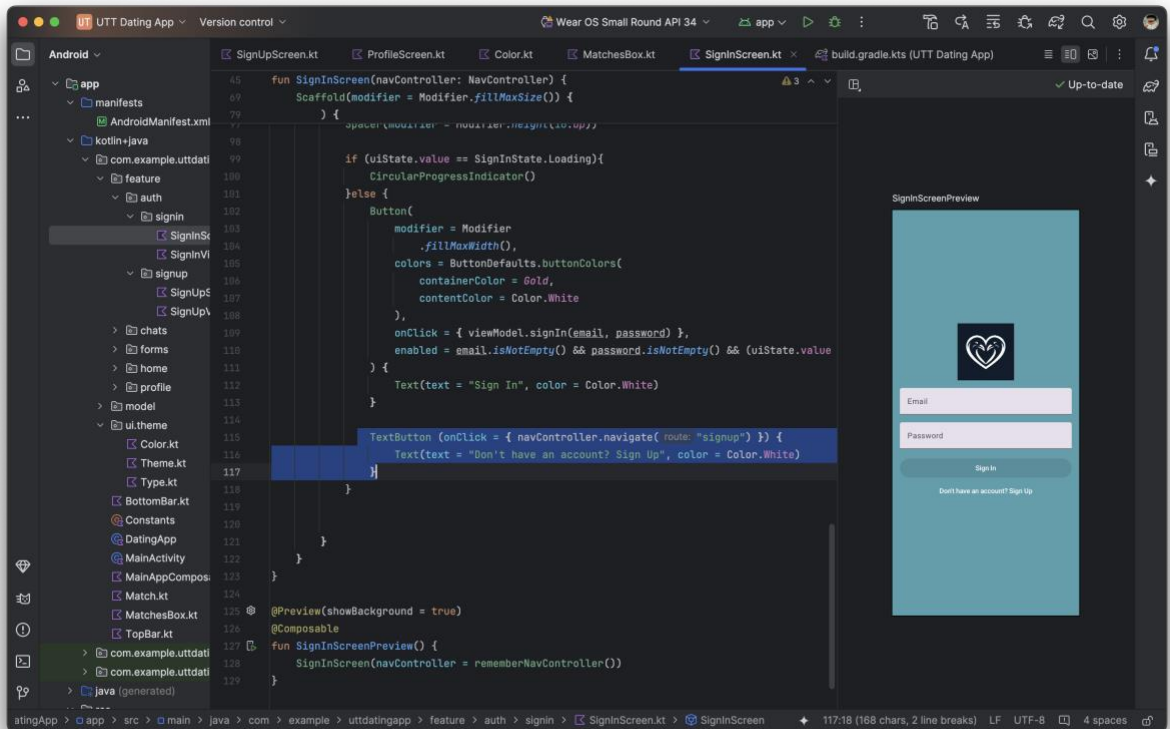 UT UTT Dating App Version control Wear OS Small Round API 34 app
Android
app
manifests
AndroidManifest.xml
kotlin+java
com.example.uttdati
feature
auth
signin
SignInSc
SignInVi
signup
SignUpS
SignUpV
chats
forms
home
profile
model
ui.theme
Color.kt
Theme.kt
Type.kt
BottomBar.kt
Constants
DatingApp
MainActivity
MainAppComposa
Match.kt
MatchesBox.kt
TopBar.kt
com.example.uttdati
com.example.uttdati
java (generated)
SignUpScreen.kt ProfileScreen.kt Color.kt MatchesBox.kt SignInScreen.kt build.gradle.kts (UTT Dating App)
3
45 fun SignInScreen(navController: NavController) {
69 Scaffold(modifier = Modifier.fillMaxSize()) {
79 ) {
97 Spacer(modifier = Modifier.height(16.dp))
98
99 if (uiState.value == SignInState.Loading){
100 CircularProgressIndicator()
101 }else {
102 Button(
103 modifier = Modifier
104 .fillMaxWidth(),
105 colors = ButtonDefaults.buttonColors(
106 containerColor = Gold,
107 contentColor = Color.White
108 ),
109 onClick = { viewModel.signIn(email, password) },
110 enabled = email.isNotEmpty() && password.isNotEmpty() && (uiState.value
111 ) {
112 Text(text = "Sign In", color = Color.White)
113 }
114
115 TextButton (onClick = { navController.navigate( route: "signup") }) {
116 Text(text = "Don't have an account? Sign Up", color = Color.White)
117 }
118 }
119
120
121 }
122 }
123 }
124
125 @Preview(showBackground = true)
126 @Composable
127 fun SignInScreenPreview() {
128 SignInScreen(navController = rememberNavController())
129 }
Up-to-date
SignInScreenPreview
Email
Password
Sign In
Don't have an account? Sign Up
atingApp > app > src > main > java > com > example > uttdatingapp > feature > auth > signin > SignInScreen.kt > SignInScreen 117:18 (168 chars, 2 line breaks) LF UTF-8 4 spaces